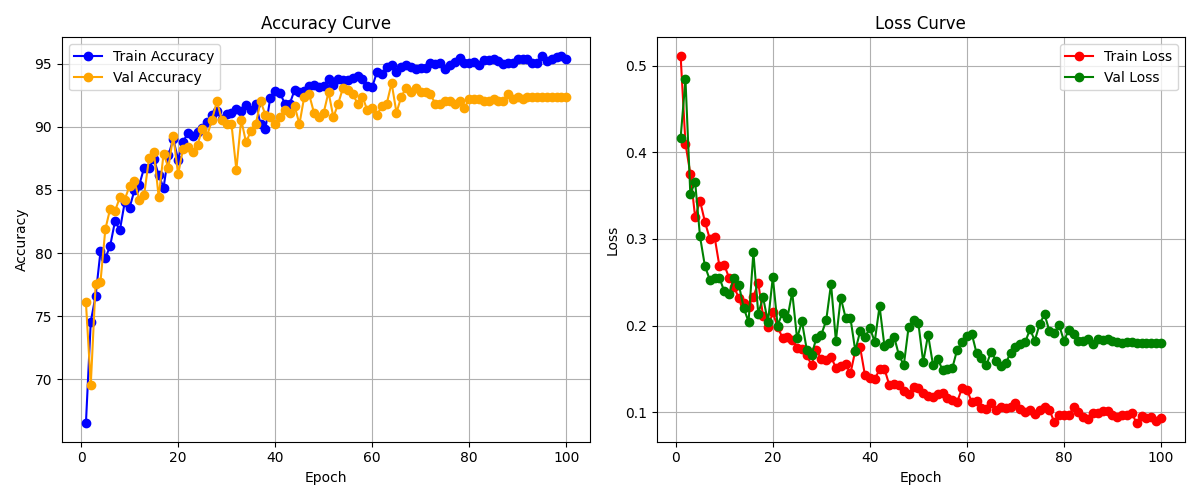 Accuracy Curve
Train Accuracy
Val Accuracy
95
90
85
80
75
70
Accuracy
0 20 40 60 80 100
Epoch
Loss Curve
Train Loss
Val Loss
0.5
0.4
0.3
0.2
0.1
Loss
0 20 40 60 80 100
Epoch